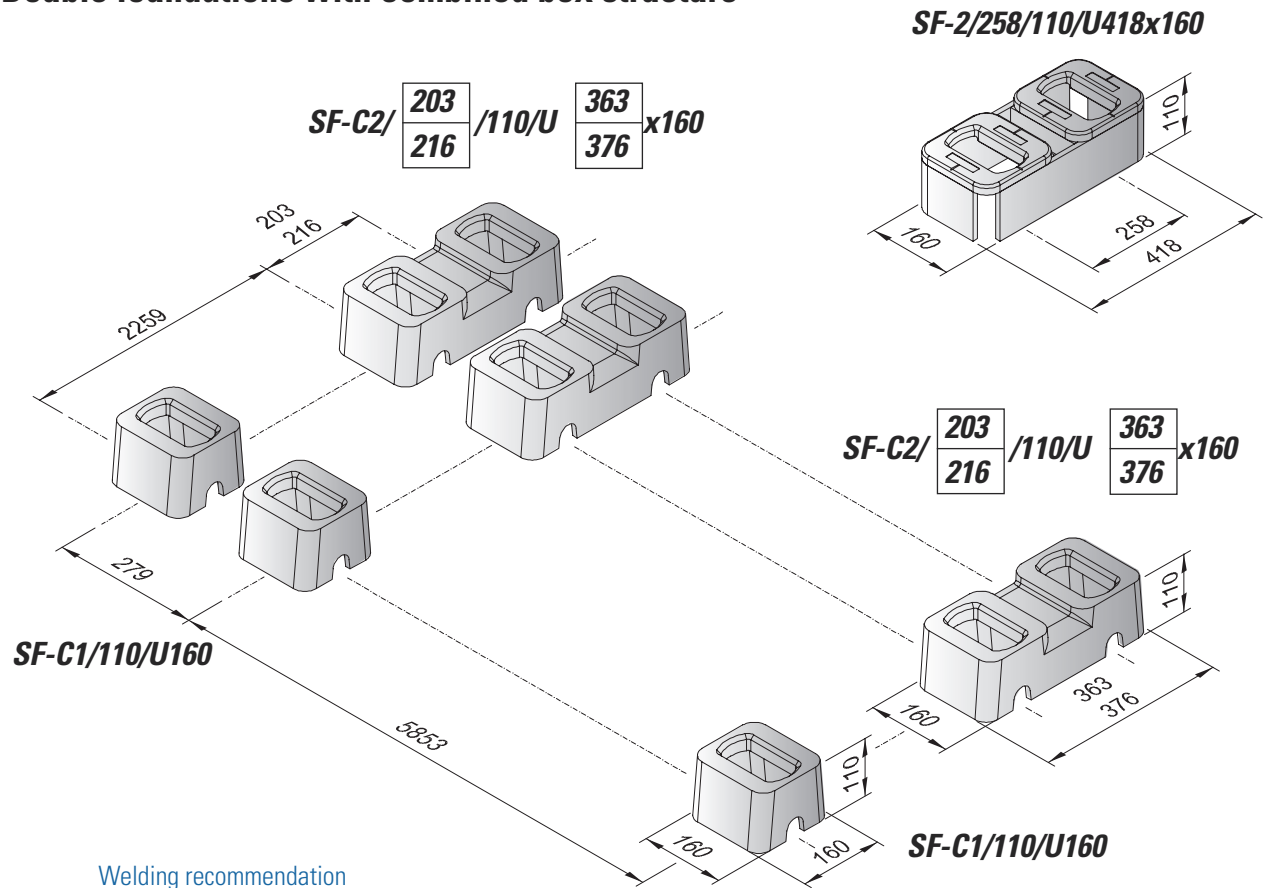 Double foundations with combined box structure
SF-2/258/110/U418x160
SF-C2/ 203 /110/U 363 x160
216 376
110
160
258
418
203
216
2259
SF-C2/ 203 /110/U 363 x160
216 376
279
SF-C1/110/U160
5853
110
160
363
376
110
160
160
SF-C1/110/U160
Welding recommendation